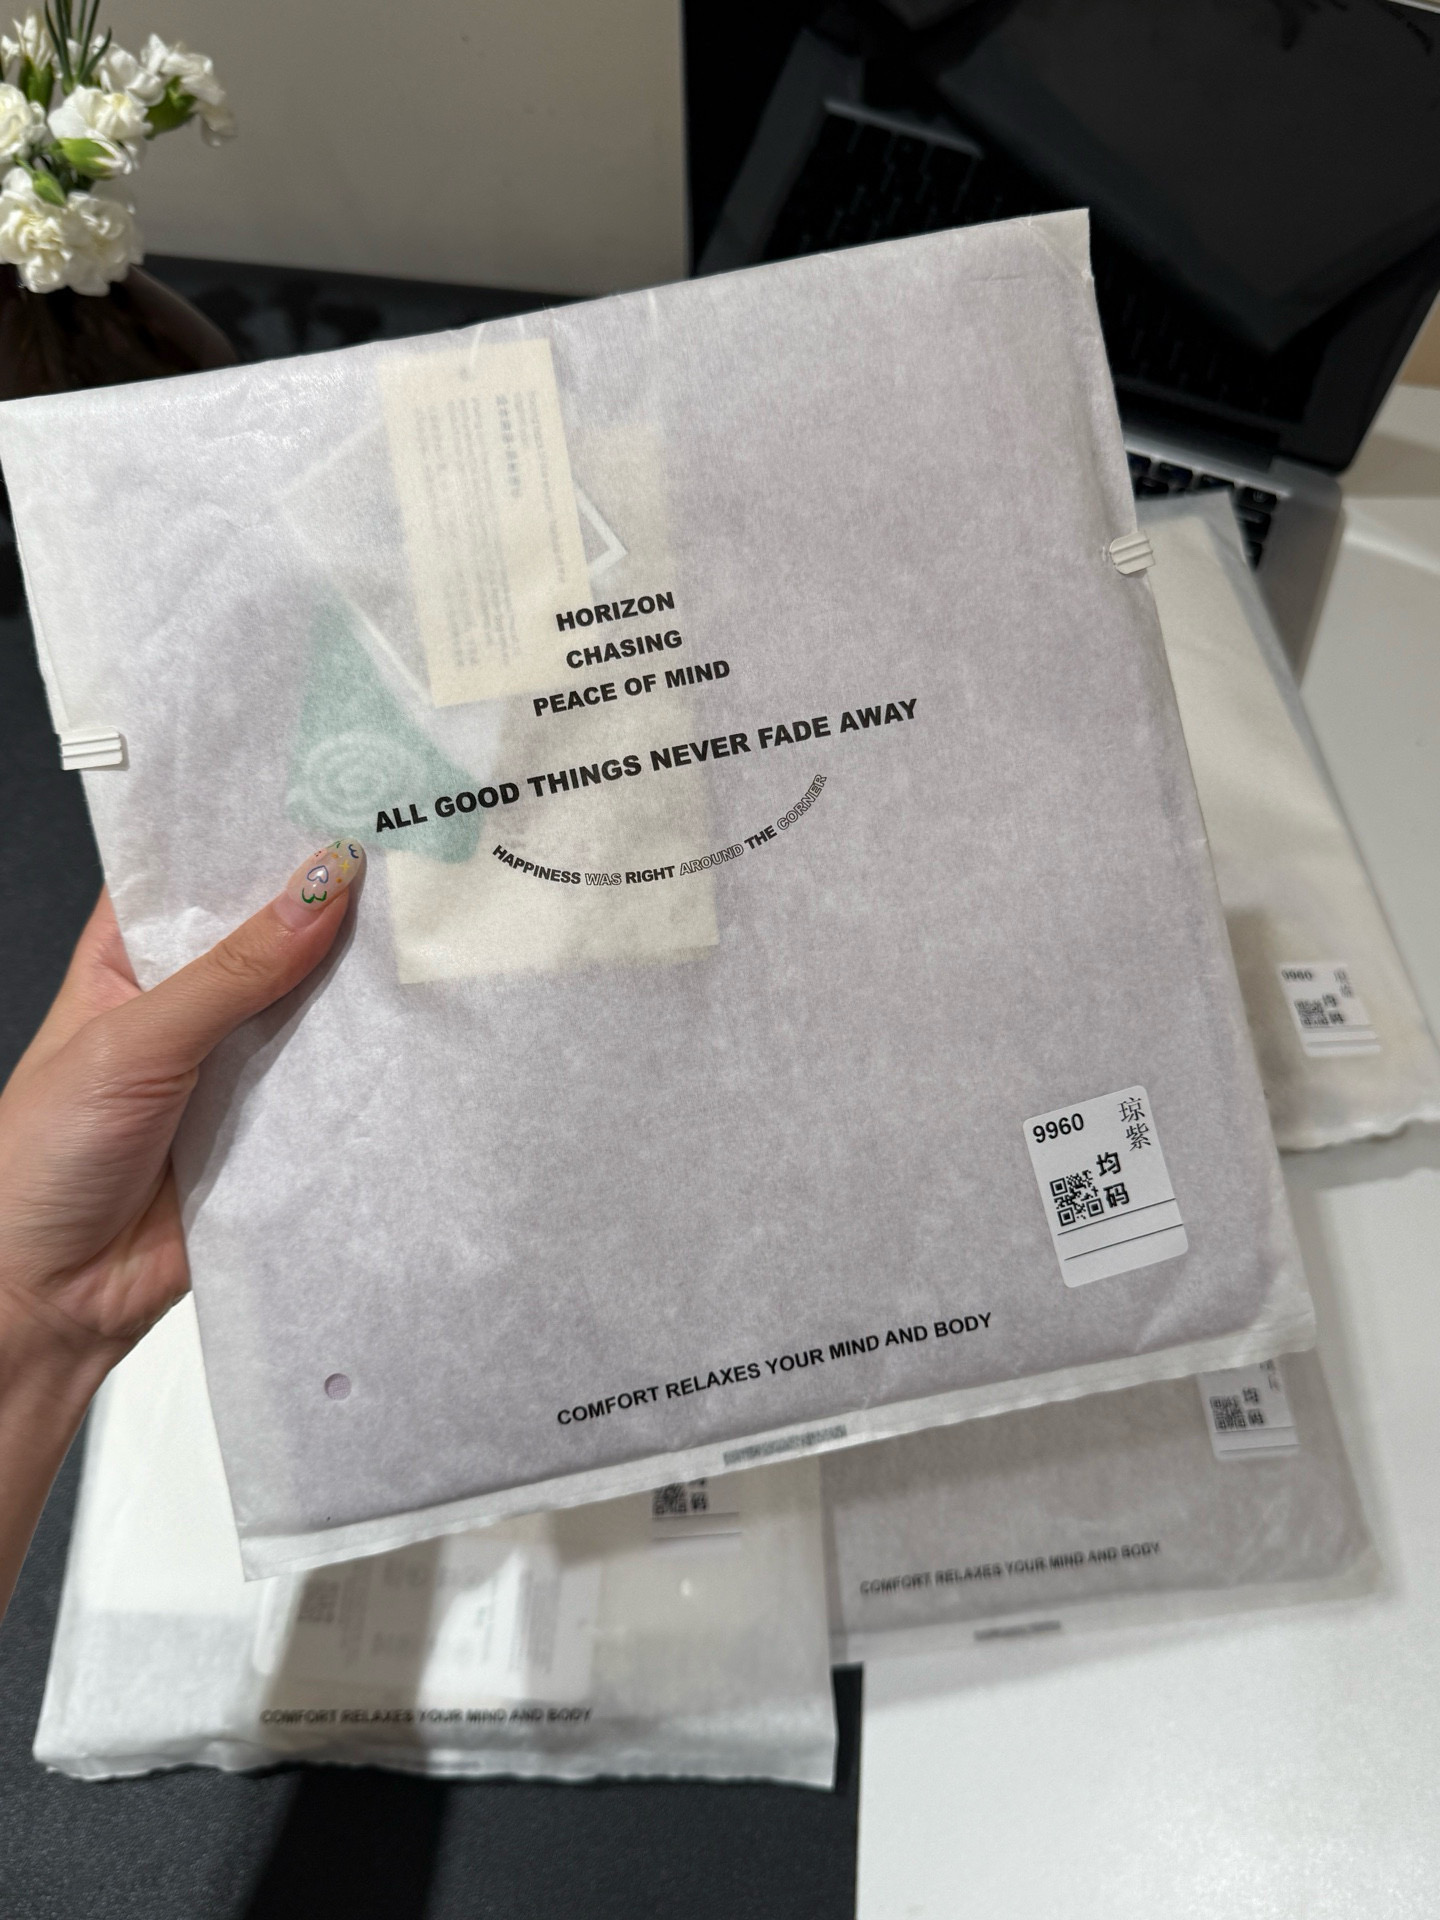 HORIZON
CHASING
PEACE OF MIND
ALL GOOD THINGS NEVER FADE AWAY
HAPPINESS WAS RIGHT AROUND THE CORNER
9960
琼紫
均码
COMFORT RELAXES YOUR MIND AND BODY
9960
均码
均码
COMFORT RELAXES YOUR MIND AND BODY
COMFORT RELAXES YOUR MIND AND BODY